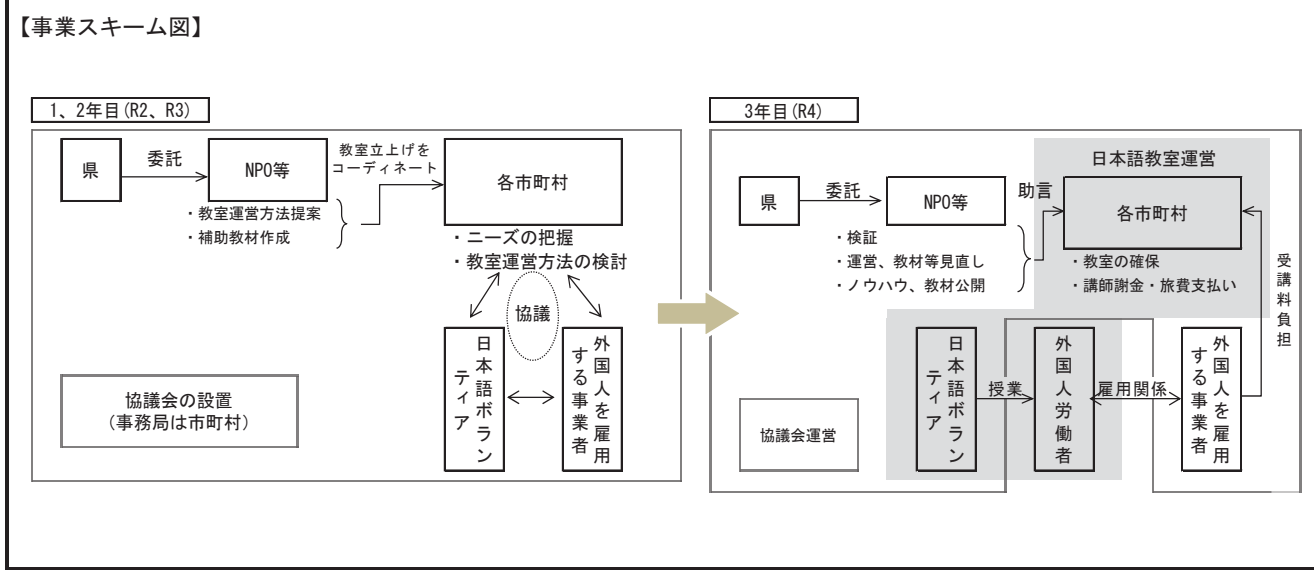 【事業スキーム図】
1、2年目(R2、R3)
県
委託
NPO等
教室立上げを
コーディネート
各市町村
・教室運営方法提案
・補助教材作成
・ニーズの把握
・教室運営方法の検討
協議
日本語ボラン
ティア
外国人を雇用
する事業者
協議会の設置
(事務局は市町村)
3年目(R4)
日本語教室運営
県
委託
NPO等
助言
各市町村
・検証
・運営、教材等見直し
・ノウハウ、教材公開
・教室の確保
・講師謝金・旅費支払い
受講料負担
日本語ボラン
ティア
授業
外国人労働者
雇用関係
外国人を雇用
する事業者
協議会運営